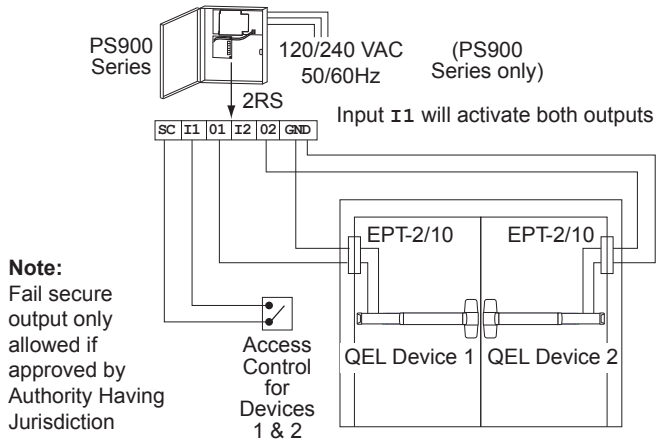 PS900
Series
120/240 VAC
50/60Hz
(PS900
Series only)
2RS
Input I1 will activate both outputs
SC I1 01 I2 02 GND
EPT-2/10 EPT-2/10
Note:
Fail secure
output only
allowed if
approved by
Authority Having
Jurisdiction
Access
Control
for
Devices
1 & 2
QEL Device 1 QEL Device 2